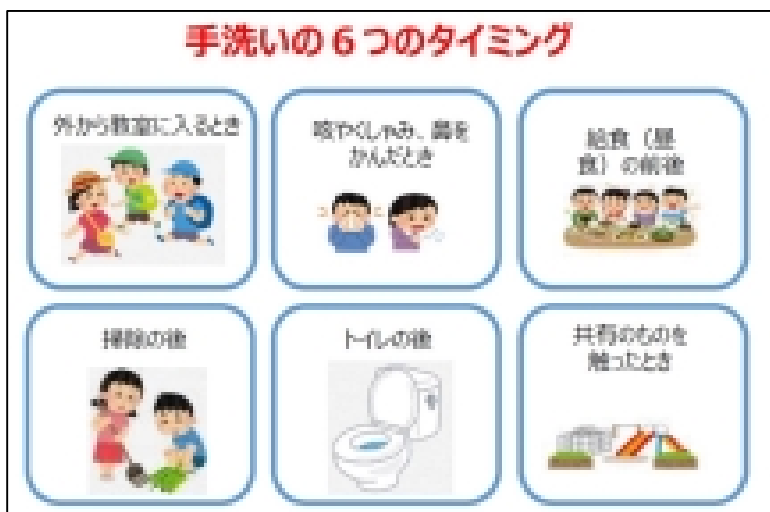 手洗いの６つのタイミング
外から教室に入るとき
咳やくしゃみ、鼻を
かんだとき
給食（昼
食）の前後
掃除の後
トイレの後
共有のものを
触ったとき